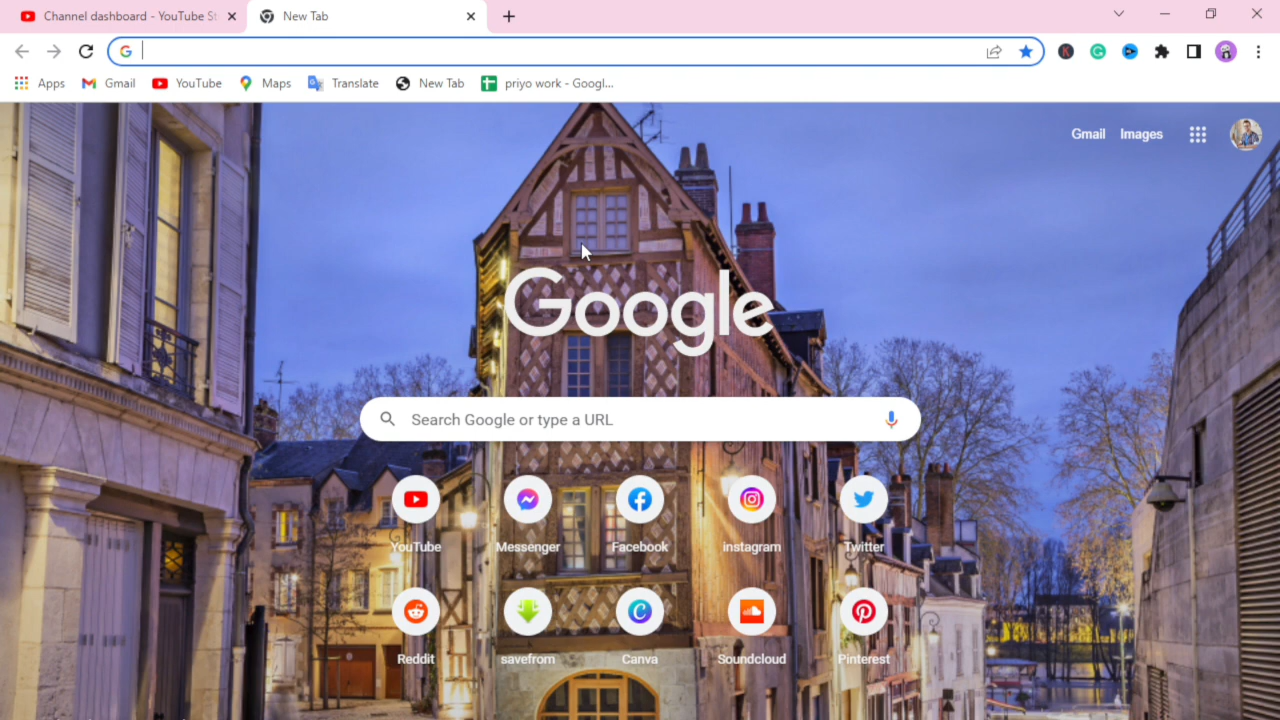 Channel dashboard - YouTube St
New Tab
Apps
Gmail
YouTube
Maps
Translate
New Tab
priyo work - Googl...
Gmail
Images
Google
Search Google or type a URL
YouTube
Messenger
Facebook
instagram
Twitter
Reddit
savefrom
Canva
Soundcloud
Pinterest